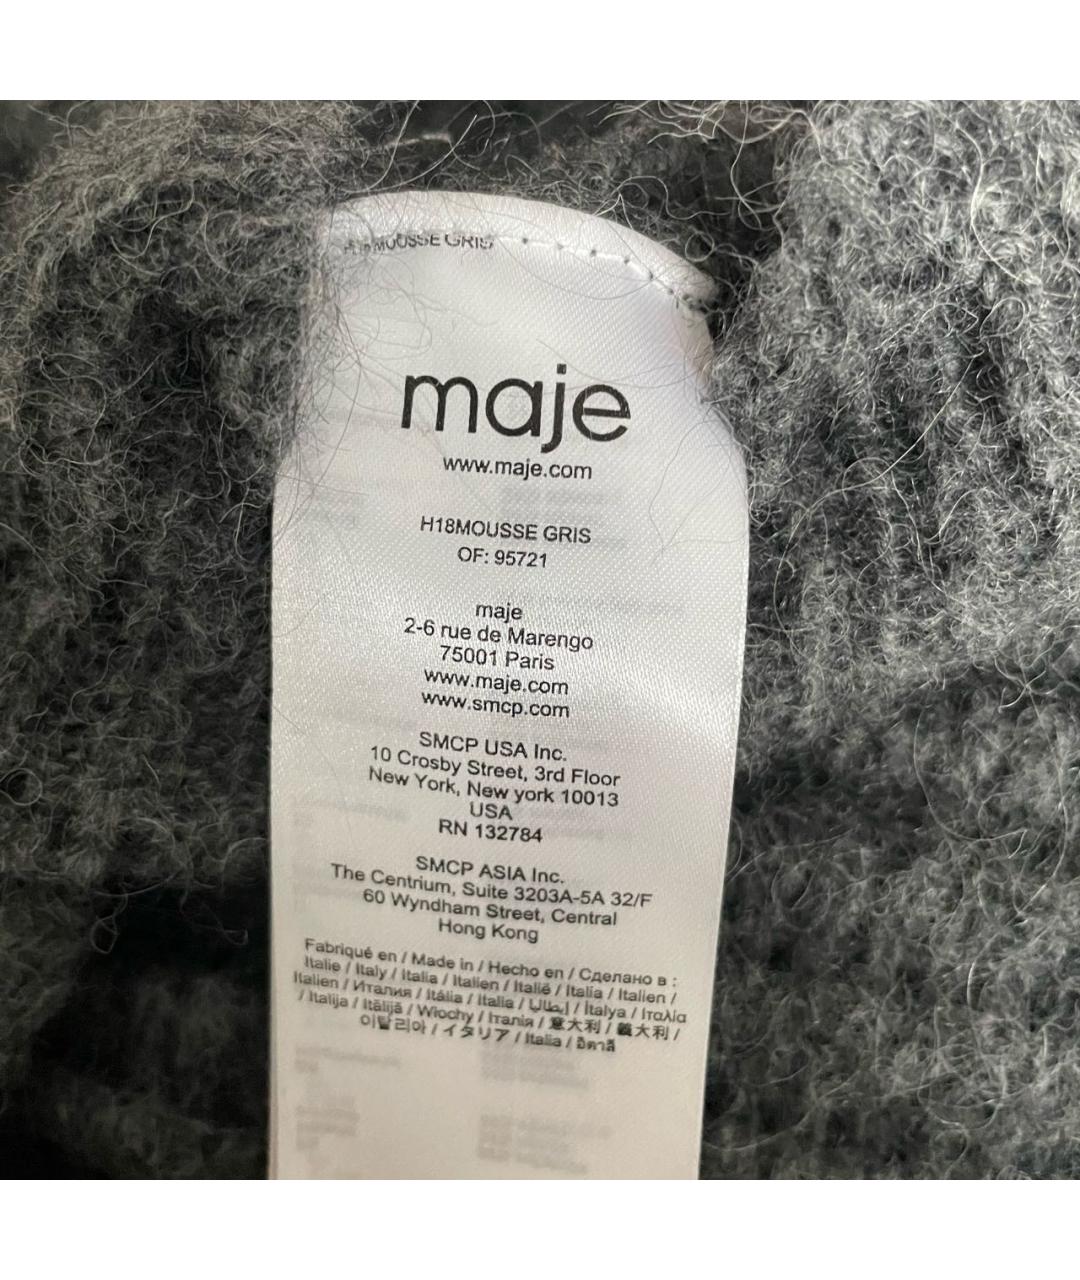 MOUSSE GRIS
maje
www.maje.com
H18MOUSSE GRIS
OF: 95721
maje
2-6 rue de Marengo
75001 Paris
www.maje.com
www.smcp.com
SMCP USA Inc.
10 Crosby Street, 3rd Floor
New York, New york 10013
USA
RN 132784
SMCP ASIA Inc.
The Centrium, Suite 3203A-5A 32/F
60 Wyndham Street, Central
Hong Kong
Fabriqué en / Made in / Hecho en / Сделано в :
Italie / Italy / Italia / Italien / Italië / Italia / Italien /
Italien / Италия / Itália / Italia / إيطاليا / İtalya / Ιταλία
/ Italija / Itālijā / Włochy / Італія / 意大利 / 義大利 /
이탈리아 / イタリア / Italia / อิตาลี